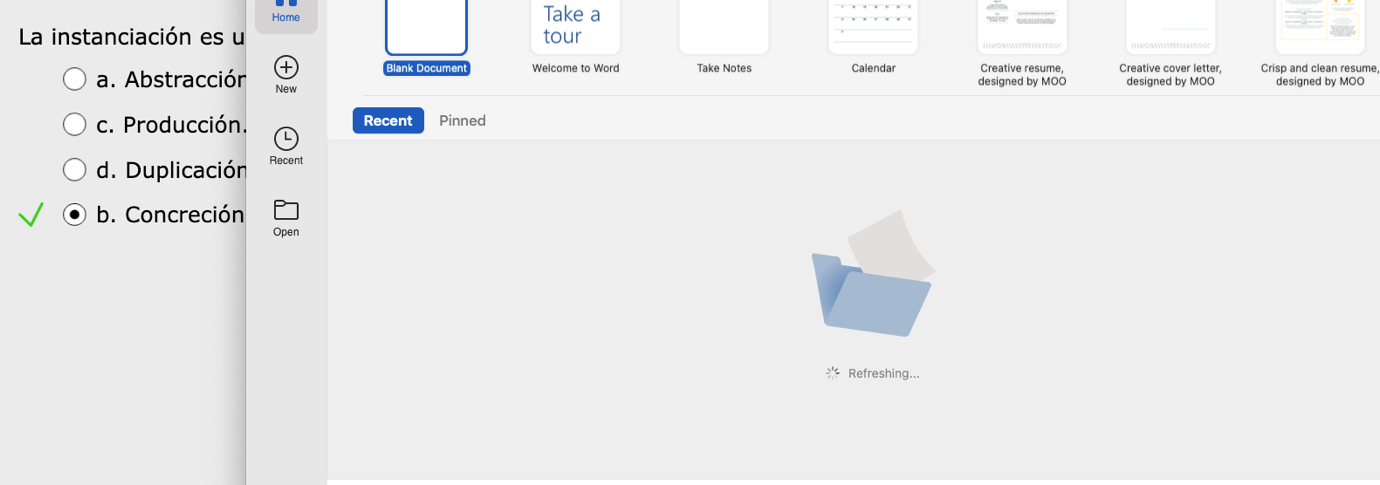 La instanciación es u
a. Abstracción
c. Producción.
d. Duplicación
b. Concreción
Home
New
Recent
Open
Take a
tour
Blank Document
Welcome to Word
Take Notes
Calendar
Creative resume,
designed by MOO
Creative cover letter,
designed by MOO
Crisp and clean resume,
designed by MOO
Recent
Pinned
Refreshing...